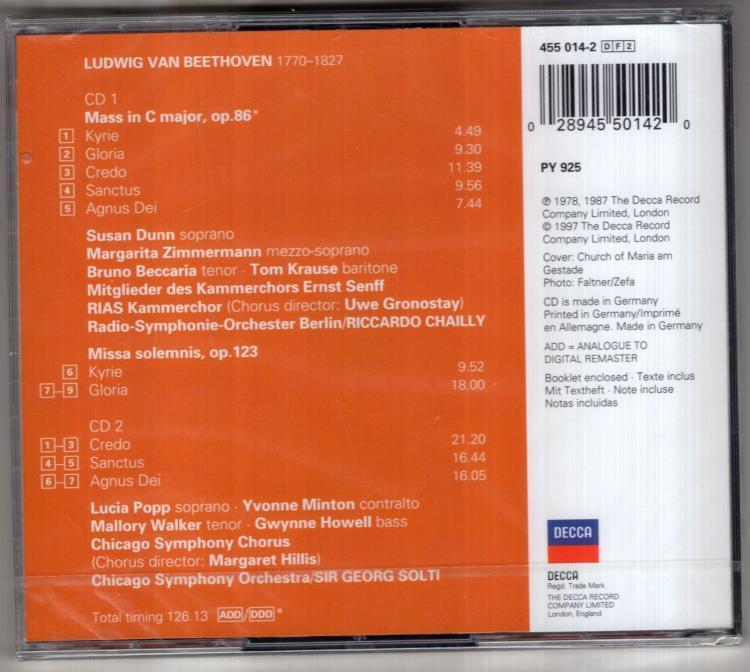 LUDWIG VAN BEETHOVEN 1770–1827
CD 1
Mass in C major, op.86*
1 Kyrie 4.49
2 Gloria 9.30
3 Credo 11.39
4 Sanctus 9.56
5 Agnus Dei 7.44
Susan Dunn soprano
Margarita Zimmermann mezzo-soprano
Bruno Beccaria tenor · Tom Krause baritone
Mitglieder des Kammerchors Ernst Senff
RIAS Kammerchor (Chorus director: Uwe Gronostay)
Radio-Symphonie-Orchester Berlin/RICCARDO CHAILLY
Missa solemnis, op.123
6 Kyrie 9.52
7–9 Gloria 18.00
CD 2
1–3 Credo 21.20
4–5 Sanctus 16.44
6–7 Agnus Dei 16.05
Lucia Popp soprano · Yvonne Minton contralto
Mallory Walker tenor · Gwynne Howell bass
Chicago Symphony Chorus
(Chorus director: Margaret Hillis)
Chicago Symphony Orchestra/SIR GEORG SOLTI
Total timing 126.13 ADD/DDD*
455 014-2 DF2
0 28945 50142 0
PY 925
℗ 1978, 1987 The Decca Record
Company Limited, London
© 1997 The Decca Record
Company Limited, London
Cover: Church of Maria am
Gestade
Photo: Faltner/Zefa
CD is made in Germany
Printed in Germany/Imprimé
en Allemagne. Made in Germany
ADD = ANALOGUE TO
DIGITAL REMASTER
Booklet enclosed · Texte inclus
Mit Textheft · Note incluse
Notas incluidas
DECCA
DECCA
Regd. Trade Mark
THE DECCA RECORD
COMPANY LIMITED
London, England